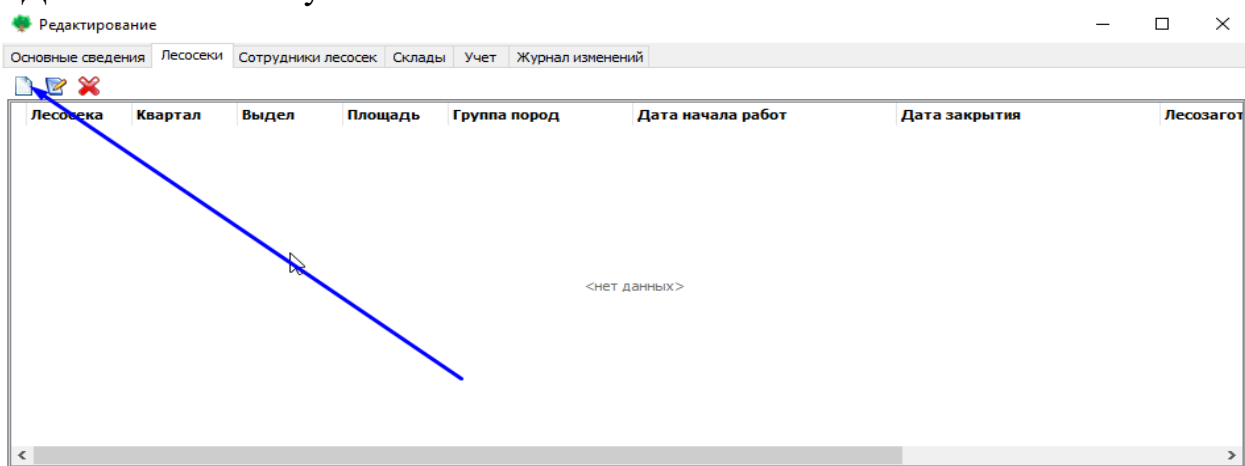 Редактирование
Основные сведения Лесосеки Сотрудники лесосек Склады Учет Журнал изменений
Лесосека Квартал Выдел Площадь Группа пород Дата начала работ Дата закрытия Лесозагот
<нет данных>